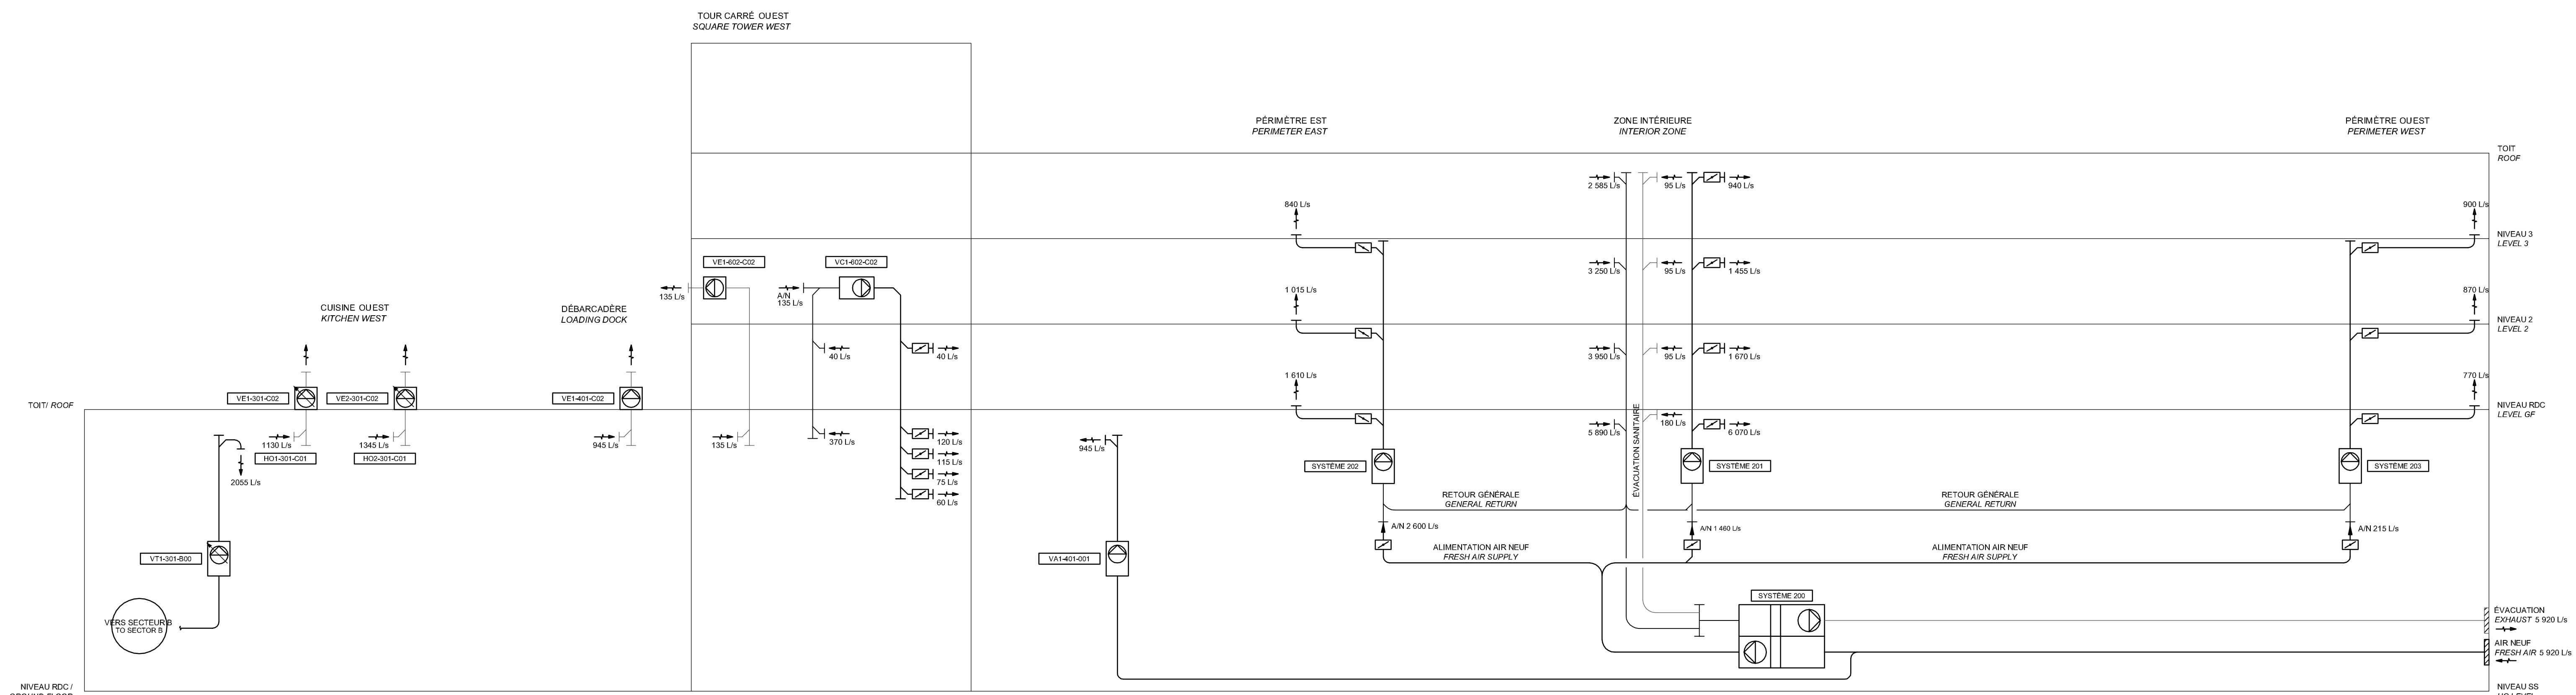 TOUR CARRÉ OUEST
SQUARE TOWER WEST
PÉRIMÈTRE EST
PERIMETER EAST
ZONE INTÉRIEURE
INTERIOR ZONE
PÉRIMÈTRE OUEST
PERIMETER WEST
TOIT
ROOF
2 585 L/s
95 L/s
940 L/s
840 L/s
900 L/s
NIVEAU 3
LEVEL 3
VE1-602-C02
VC1-602-C02
3 250 L/s
95 L/s
1 455 L/s
135 L/s
A/N
135 L/s
1 015 L/s
870 L/s
CUISINE OUEST
KITCHEN WEST
DÉBARCADÈRE
LOADING DOCK
NIVEAU 2
LEVEL 2
40 L/s
40 L/s
3 950 L/s
95 L/s
1 670 L/s
1 610 L/s
770 L/s
VE1-301-C02
VE2-301-C02
VE1-401-C02
TOIT/ ROOF
NIVEAU RDC
LEVEL GF
ÉVACUATION SANITAIRE
1130 L/s
1345 L/s
945 L/s
135 L/s
370 L/s
120 L/s
945 L/s
5 890 L/s
180 L/s
6 070 L/s
HO1-301-C01
HO2-301-C01
115 L/s
SYSTÈME 202
SYSTÈME 201
SYSTÈME 203
2055 L/s
75 L/s
60 L/s
RETOUR GÉNÉRALE
GENERAL RETURN
RETOUR GÉNÉRALE
GENERAL RETURN
A/N 2 600 L/s
A/N 1 460 L/s
A/N 215 L/s
VT1-301-B00
VA1-401-001
ALIMENTATION AIR NEUF
FRESH AIR SUPPLY
ALIMENTATION AIR NEUF
FRESH AIR SUPPLY
SYSTÈME 200
VERS SECTEUR B
TO SECTOR B
ÉVACUATION
EXHAUST 5 920 L/s
AIR NEUF
FRESH AIR 5 920 L/s
NIVEAU RDC /
NIVEAU SS